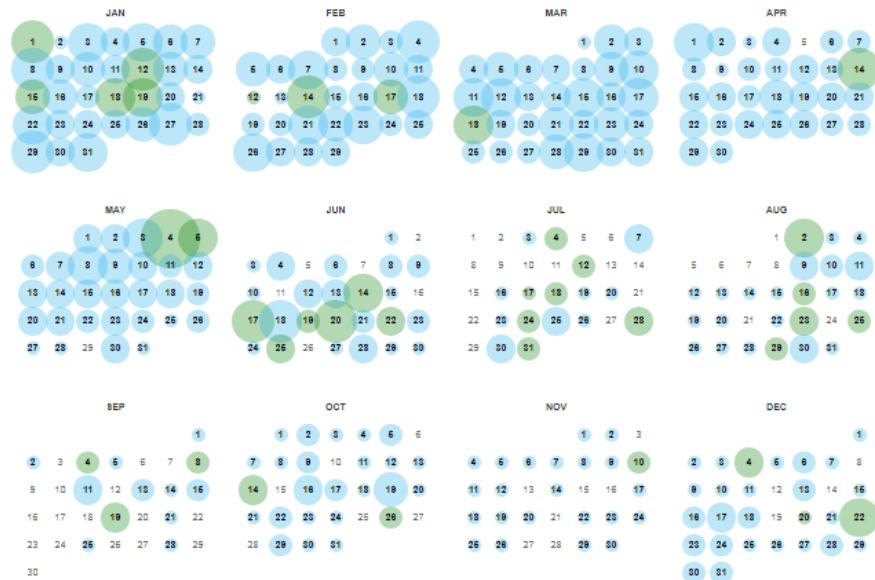 JAN
1 2 3 4 5 6 7
8 9 10 11 12 13 14
15 16 17 18 19 20 21
22 23 24 25 26 27 28
29 30 31
FEB
1 2 3 4
5 6 7 8 9 10 11
12 13 14 15 16 17 18
19 20 21 22 23 24 25
26 27 28 29
MAR
1 2 3
4 5 6 7 8 9 10
11 12 13 14 15 16 17
18 19 20 21 22 23 24
25 26 27 28 29 30 31
APR
1 2 3 4 5 6 7
8 9 10 11 12 13 14
15 16 17 18 19 20 21
22 23 24 25 26 27 28
29 30
MAY
1 2 3 4 5
6 7 8 9 10 11 12
13 14 15 16 17 18 19
20 21 22 23 24 25 26
27 28 29 30 31
JUN
1 2
3 4 5 6 7 8 9
10 11 12 13 14 15 16
17 18 19 20 21 22 23
24 25 26 27 28 29 30
JUL
1 2 3 4 5 6 7
8 9 10 11 12 13 14
15 16 17 18 19 20 21
22 23 24 25 26 27 28
29 30 31
AUG
1 2 3 4
5 6 7 8 9 10 11
12 13 14 15 16 17 18
19 20 21 22 23 24 25
26 27 28 29 30 31
SEP
1
2 3 4 5 6 7 8
9 10 11 12 13 14 15
16 17 18 19 20 21 22
23 24 25 26 27 28 29
30
OCT
1 2 3 4 5 6
7 8 9 10 11 12 13
14 15 16 17 18 19 20
21 22 23 24 25 26 27
28 29 30 31
NOV
1 2 3
4 5 6 7 8 9 10
11 12 13 14 15 16 17
18 19 20 21 22 23 24
25 26 27 28 29 30
DEC
1
2 3 4 5 6 7 8
9 10 11 12 13 14 15
16 17 18 19 20 21 22
23 24 25 26 27 28 29
30 31